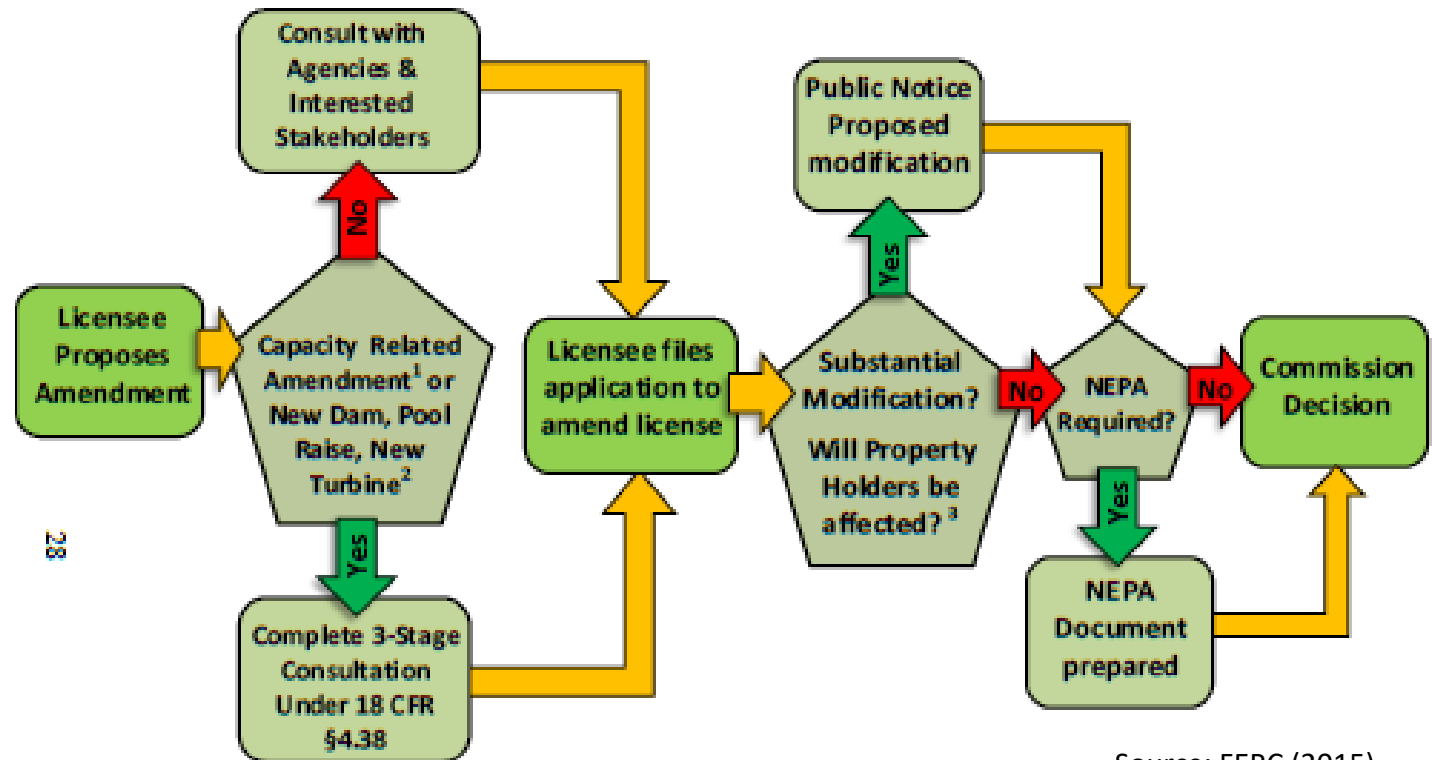 Consult with
Agencies &
Interested
Stakeholders
No
Licensee
Proposes
Amendment
Capacity Related
Amendment¹ or
New Dam, Pool
Raise, New
Turbine²
Yes
Complete 3-Stage
Consultation
Under 18 CFR
§4.38
Licensee files
application to
amend license
Public Notice
Proposed
modification
Yes
Substantial
Modification?
Will Property
Holders be
affected? ³
No
NEPA
Required?
No
Commission
Decision
Yes
NEPA
Document
prepared
28
Source: FERC (2015)